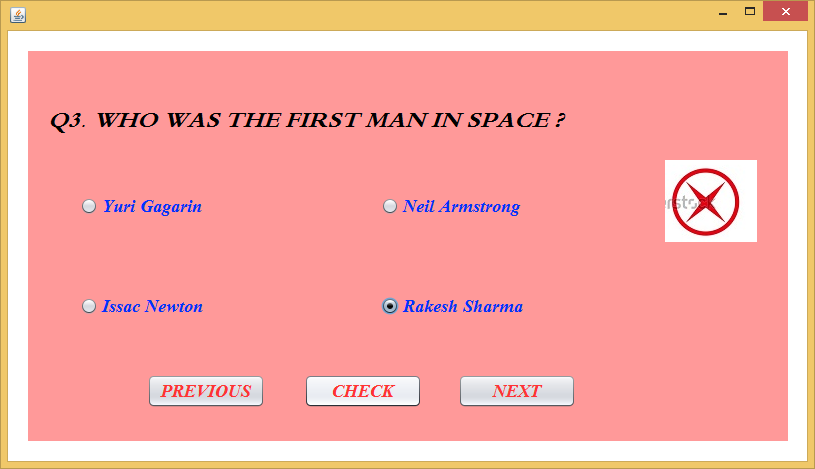 Q3. WHO WAS THE FIRST MAN IN SPACE ?
Yuri Gagarin
Neil Armstrong
Issac Newton
Rakesh Sharma
PREVIOUS
CHECK
NEXT